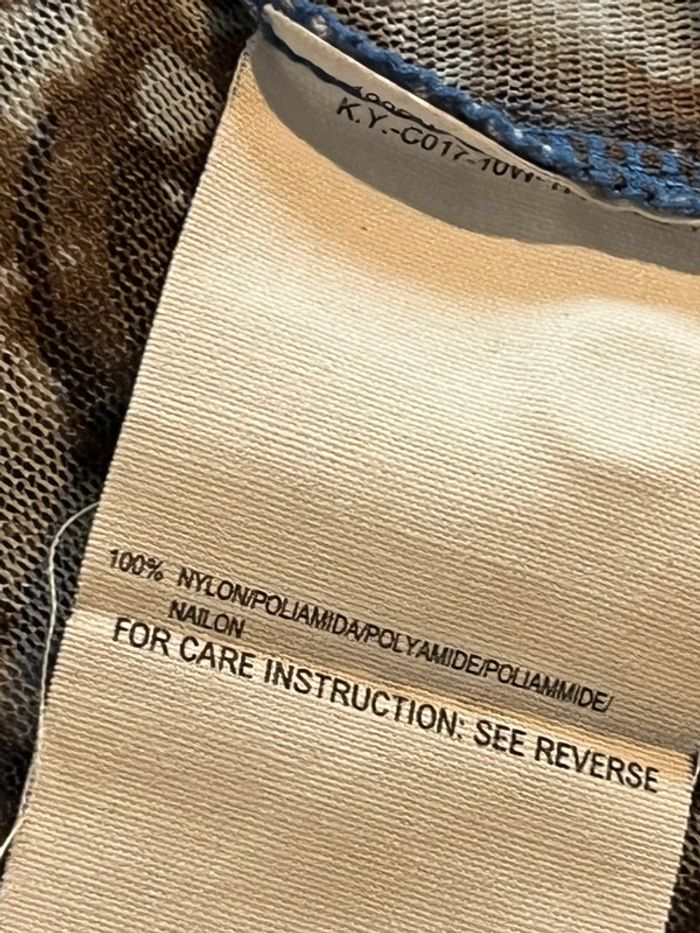 K.Y.-C017-10W
100% NYLON/POLIAMIDA/POLYAMIDE/POLIAMMIDE/
NAILON
FOR CARE INSTRUCTION: SEE REVERSE